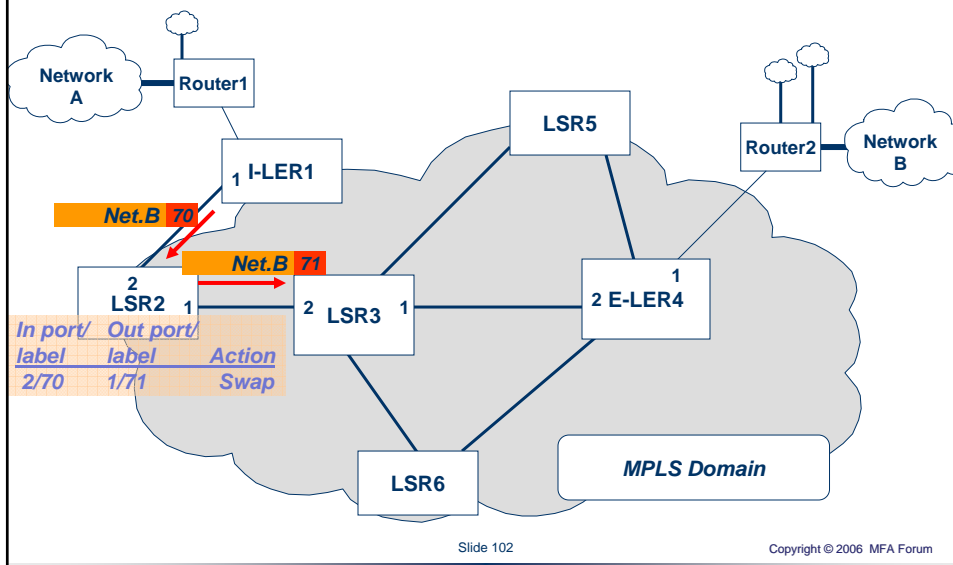 Network
A
Router1
LSR5
Router2
Network
B
1
I-LER1
Net.B 70
Net.B 71
2
LSR2
1
2
LSR3
1
1
2
E-LER4
In port/ Out port/
label label Action
2/70 1/71 Swap
LSR6
MPLS Domain
Slide 102
Copyright © 2006 MFA Forum